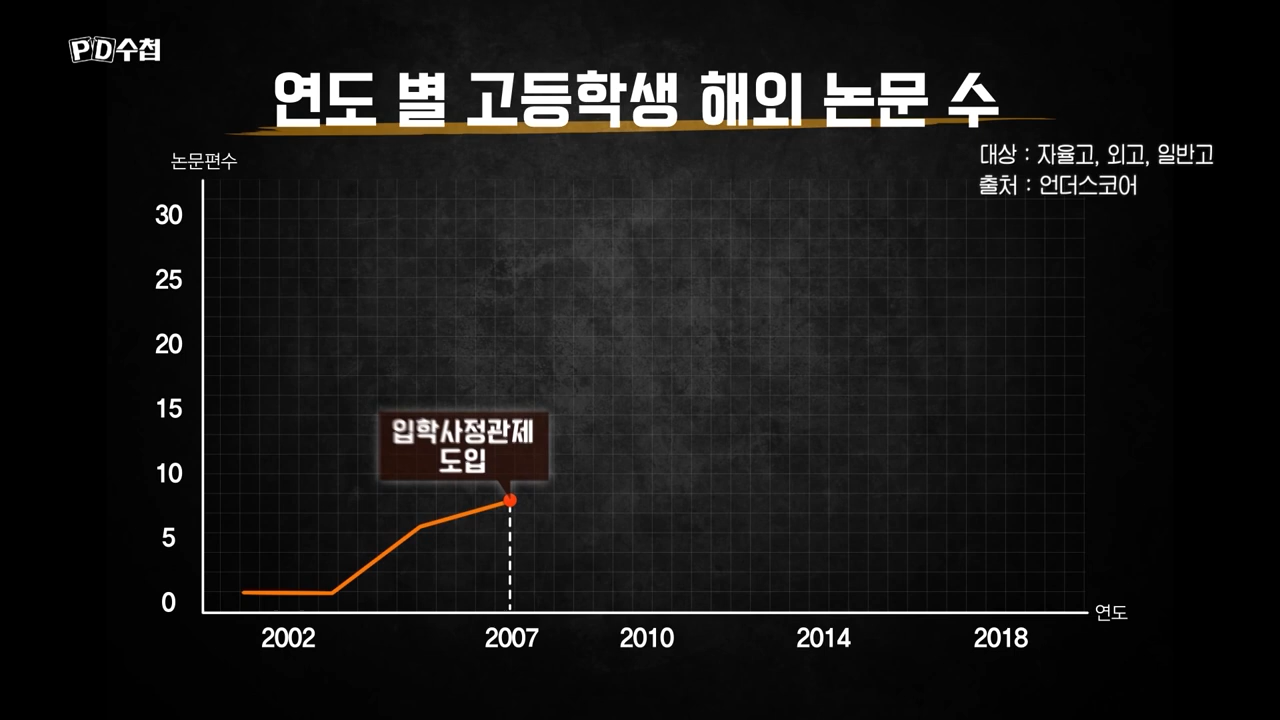 PD수첩
연도 별 고등학생 해외 논문 수
대상 : 자율고, 외고, 일반고
출처 : 언더스코어
논문편수
30
25
20
15
10
5
0
입학사정관제
도입
2002 2007 2010 2014 2018
연도